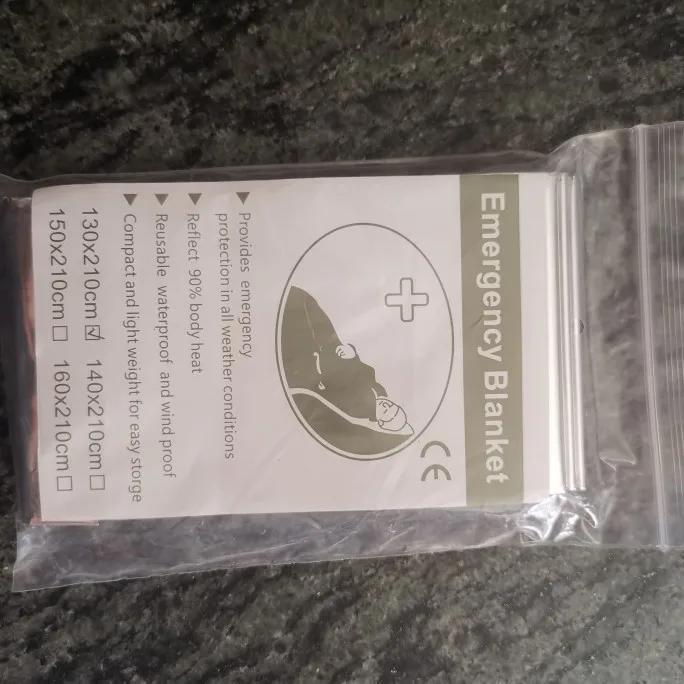 Emergency Blanket
CE
▶ Provides emergency
protection in all weather conditions
▶ Reflect 90% body heat
▶ Reusable waterproof and wind proof
▶ Compact and light weight for easy storge
130x210cm ☑ 140x210cm ☐
150x210cm ☐ 160x210cm ☐